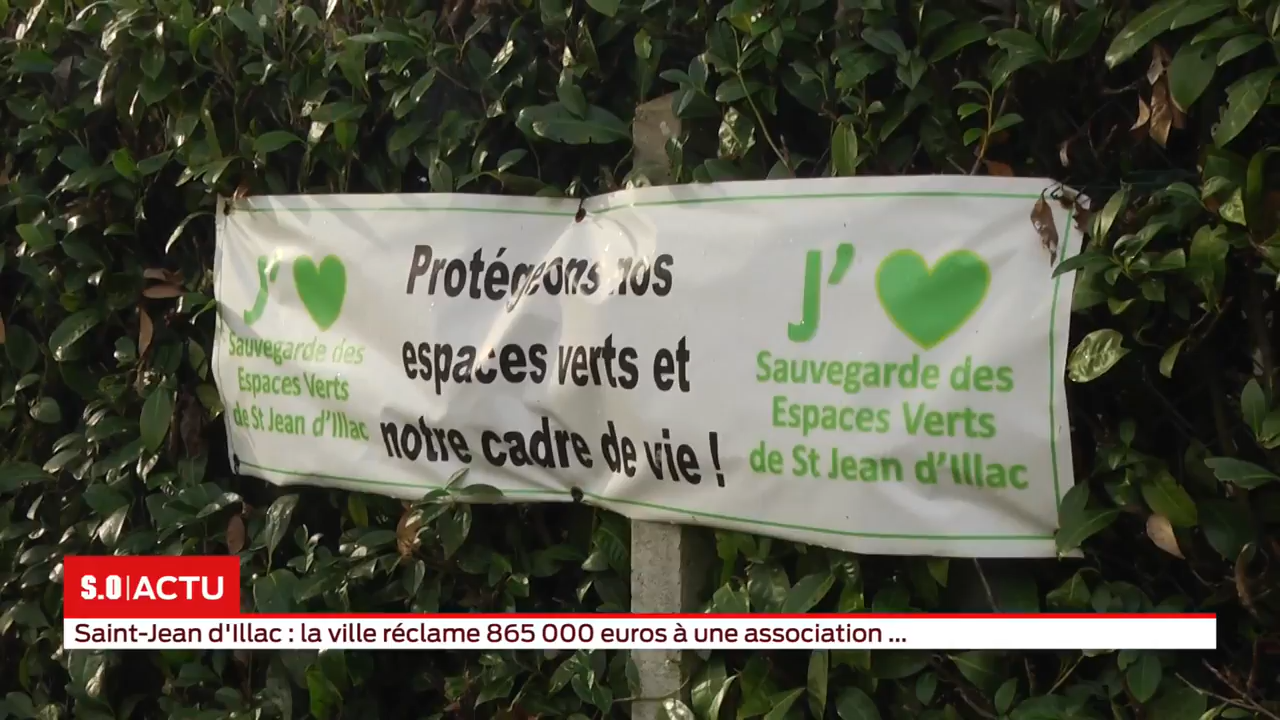 J'
Sauvegarde des
Espaces Verts
de St Jean d'Illac
Protégeons nos
espaces verts et
notre cadre de vie !
J'
Sauvegarde des
Espaces Verts
de St Jean d'Illac
S.O|ACTU
Saint-Jean d'Illac : la ville réclame 865 000 euros à une association ...